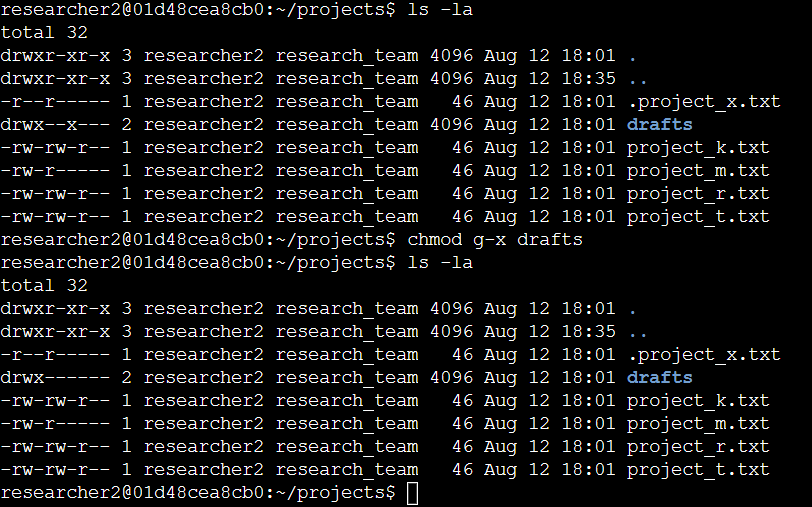 researcher2@01d48cea8cb0:~/projects$ ls -la
total 32
drwxr-xr-x 3 researcher2 research_team 4096 Aug 12 18:01 .
drwxr-xr-x 3 researcher2 research_team 4096 Aug 12 18:35 ..
-r--r----- 1 researcher2 research_team   46 Aug 12 18:01 .project_x.txt
drwx--x--- 2 researcher2 research_team 4096 Aug 12 18:01 drafts
-rw-rw-r-- 1 researcher2 research_team   46 Aug 12 18:01 project_k.txt
-rw-r----- 1 researcher2 research_team   46 Aug 12 18:01 project_m.txt
-rw-rw-r-- 1 researcher2 research_team   46 Aug 12 18:01 project_r.txt
-rw-rw-r-- 1 researcher2 research_team   46 Aug 12 18:01 project_t.txt
researcher2@01d48cea8cb0:~/projects$ chmod g-x drafts
researcher2@01d48cea8cb0:~/projects$ ls -la
total 32
drwxr-xr-x 3 researcher2 research_team 4096 Aug 12 18:01 .
drwxr-xr-x 3 researcher2 research_team 4096 Aug 12 18:35 ..
-r--r----- 1 researcher2 research_team   46 Aug 12 18:01 .project_x.txt
drwx------ 2 researcher2 research_team 4096 Aug 12 18:01 drafts
-rw-rw-r-- 1 researcher2 research_team   46 Aug 12 18:01 project_k.txt
-rw-r----- 1 researcher2 research_team   46 Aug 12 18:01 project_m.txt
-rw-rw-r-- 1 researcher2 research_team   46 Aug 12 18:01 project_r.txt
-rw-rw-r-- 1 researcher2 research_team   46 Aug 12 18:01 project_t.txt
researcher2@01d48cea8cb0:~/projects$